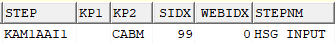 STEP KP1 KP2 SIDX WEBIDX STEPNM
KAM1AAI1 CABM 99 0 HSG INPUT